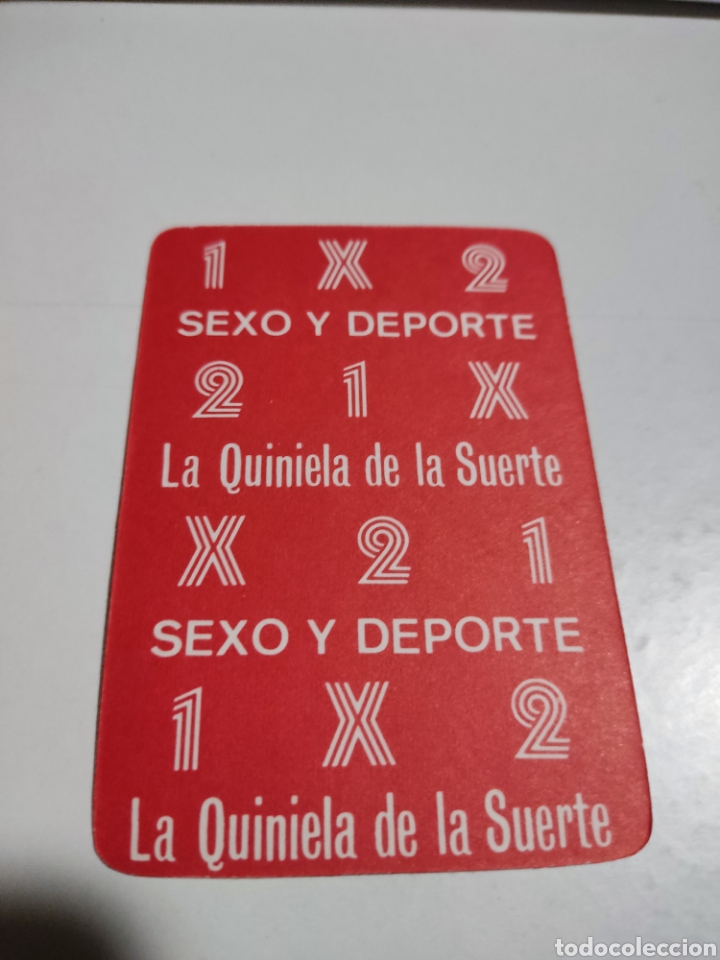 1 X 2
SEXO Y DEPORTE
2 1 X
La Quiniela de la Suerte
X 2 1
SEXO Y DEPORTE
1 X 2
La Quiniela de la Suerte
todocoleccion